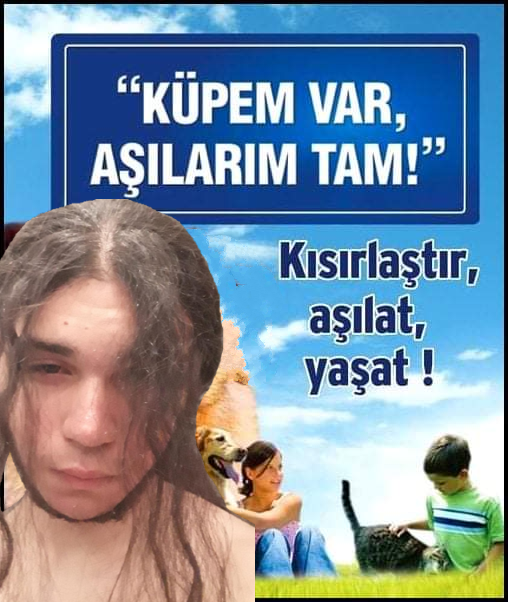 “KÜPEM VAR,
AŞILARIM TAM!”
Kısırlaştır,
aşılat,
yaşat !